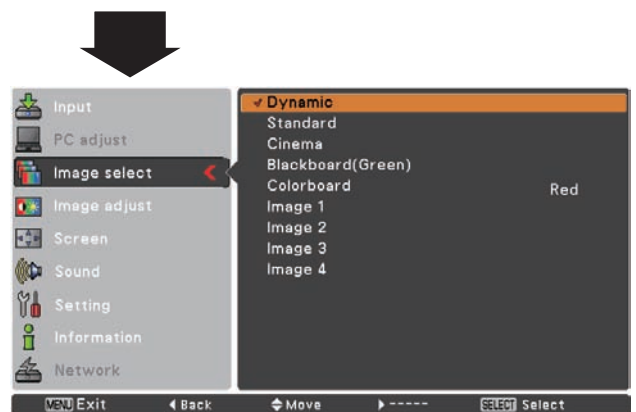 Input
PC adjust
Image select
Image adjust
Screen
Sound
Setting
Information
Network
Dynamic
Standard
Cinema
Blackboard(Green)
Colorboard Red
Image 1
Image 2
Image 3
Image 4
MENU Exit Back Move ----- SELECT Select